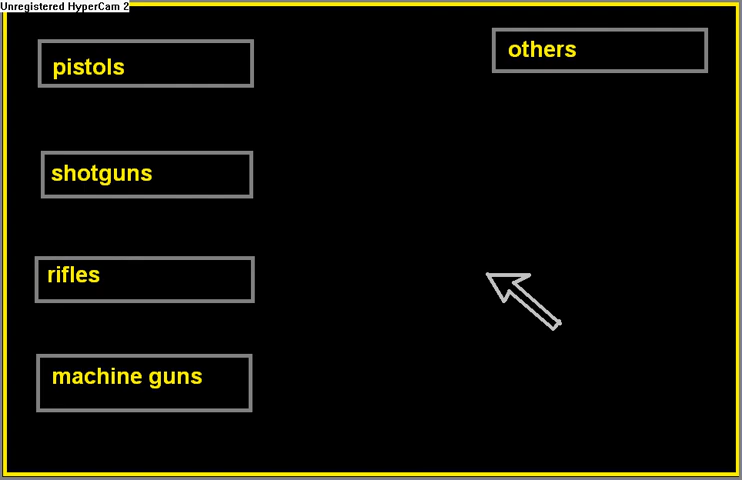 Unregistered HyperCam 2
pistols
others
shotguns
rifles
machine guns